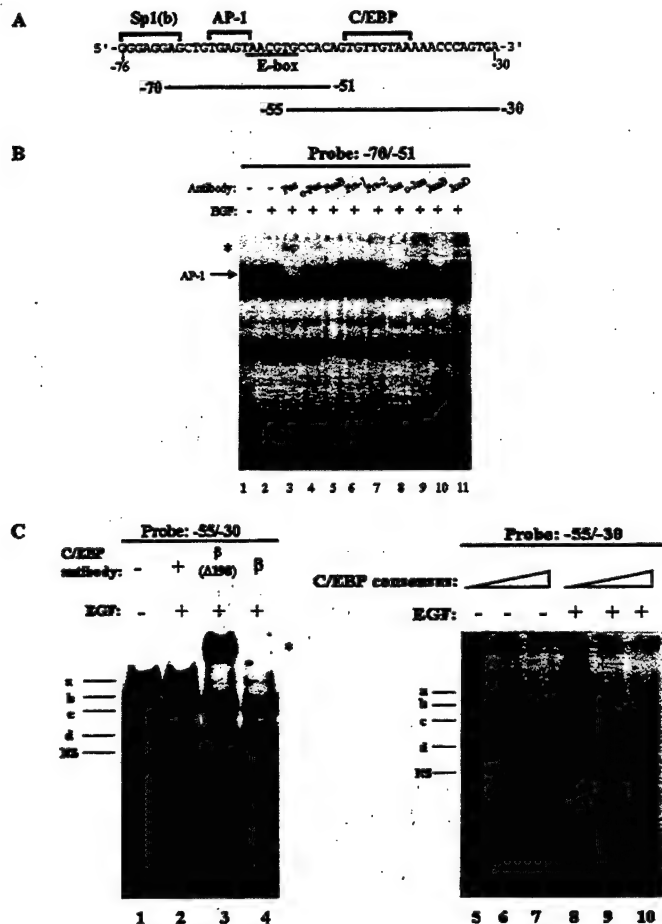 A
Sp1(b) AP-1 C/EBP
5'-GGGAGGAGCTGTGAGTAACGTGCCACAGTGTTGTAAAAACCCAGTGA-3'
-76 E-box -30
-70 -51
-55 -30
B
Probe: -70/-51
Antibody: - -
EGF: - + + + + + + + + + +
*
AP-1
1 2 3 4 5 6 7 8 9 10 11
C
Probe: -55/-30
C/EBP antibody: - + β (Δ198) β
EGF: - + + +
*
a
b
c
d
NS
1 2 3 4
Probe: -55/-30
C/EBP consensus:
EGF: - - - + + +
a
b
c
d
NS
5 6 7 8 9 10